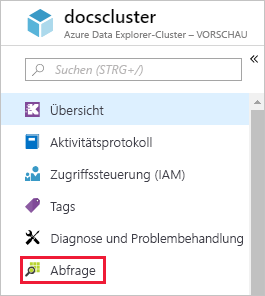 docscluster
Azure Data Explorer-Cluster – VORSCHAU
Suchen (STRG+/)
Übersicht
Aktivitätsprotokoll
Zugriffssteuerung (IAM)
Tags
Diagnose und Problembehandlung
Abfrage